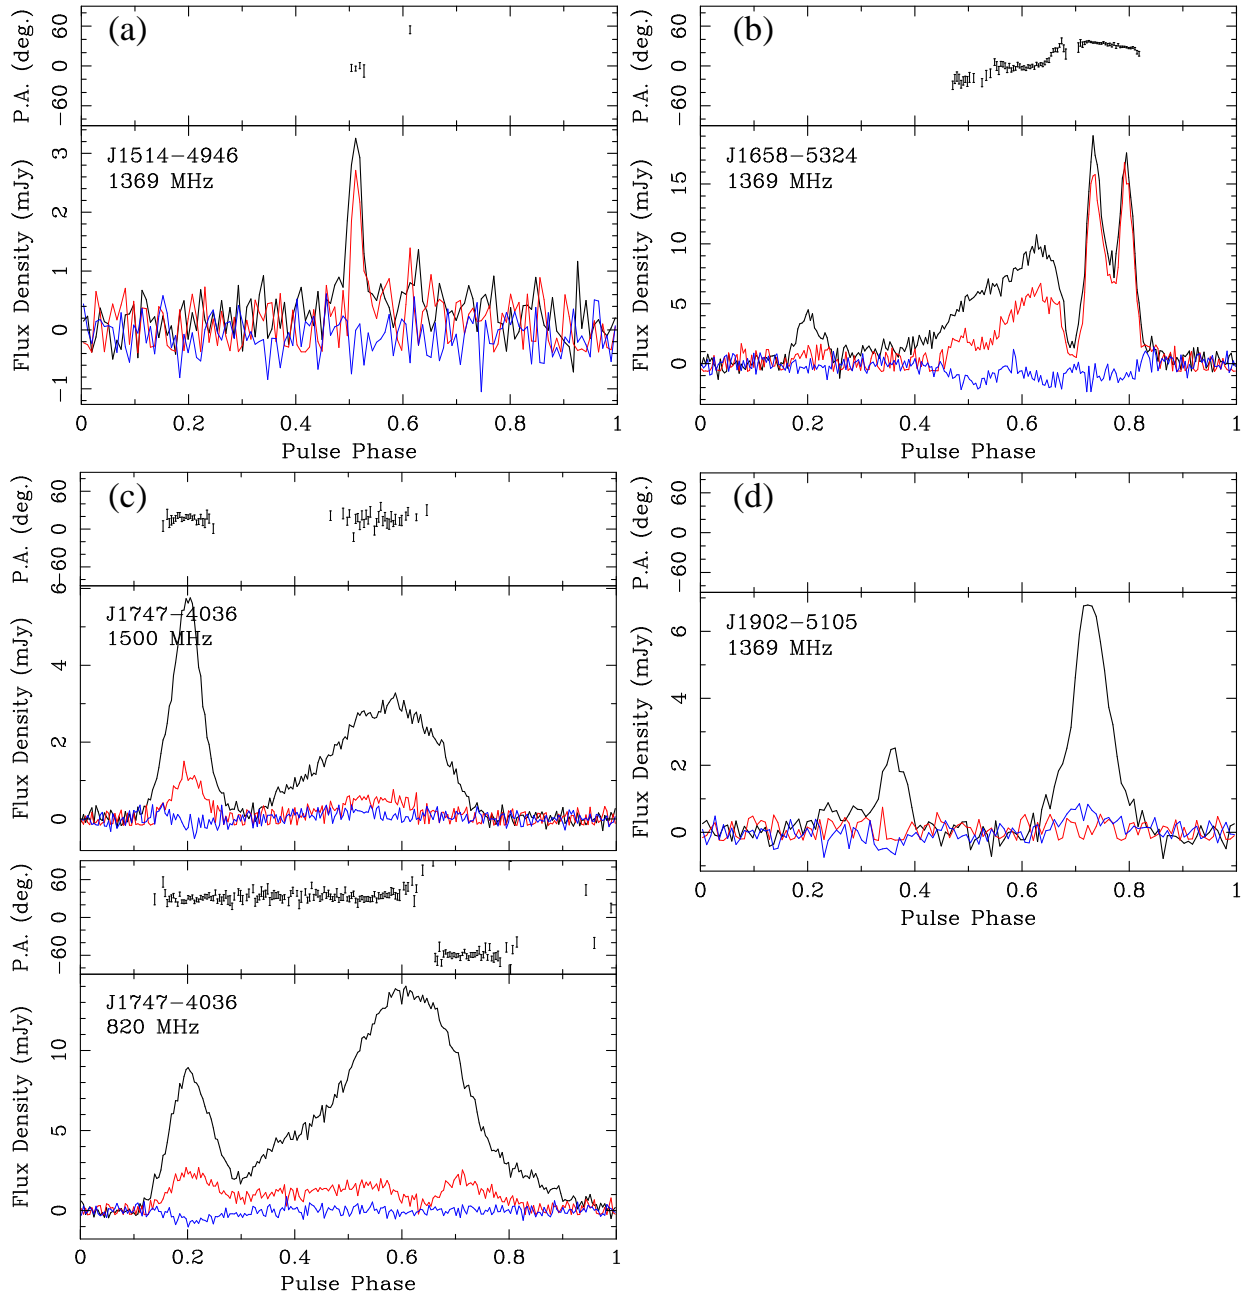 (a)
P.A. (deg.)
60
0
−60
J1514−4946
1369 MHz
Flux Density (mJy)
3
2
1
0
1
0 0.2 0.4 0.6 0.8 1
Pulse Phase
(b)
P.A. (deg.)
60
0
−60
J1658−5324
1369 MHz
Flux Density (mJy)
15
10
5
0
0 0.2 0.4 0.6 0.8 1
Pulse Phase
(c)
P.A. (deg.)
60
0
−60
J1747−4036
1500 MHz
Flux Density (mJy)
6
4
2
0
P.A. (deg.)
60
0
−60
J1747−4036
820 MHz
Flux Density (mJy)
10
5
0
0 0.2 0.4 0.6 0.8 1
Pulse Phase
(d)
P.A. (deg.)
60
0
−60
J1902−5105
1369 MHz
Flux Density (mJy)
6
4
2
0
0 0.2 0.4 0.6 0.8 1
Pulse Phase